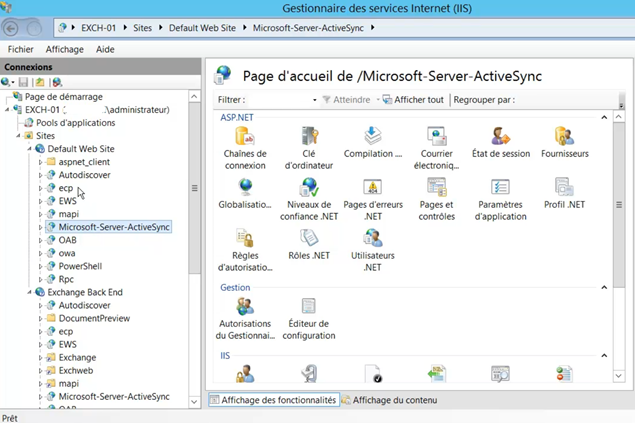 Gestionnaire des services Internet (IIS)
EXCH-01 Sites Default Web Site Microsoft-Server-ActiveSync
Fichier Affichage Aide
Connexions
Page de démarrage
EXCH-01 ( .\administrateur)
Pools d'applications
Sites
Default Web Site
aspnet_client
Autodiscover
ecp
EWS
mapi
Microsoft-Server-ActiveSync
OAB
owa
PowerShell
Rpc
Exchange Back End
Autodiscover
DocumentPreview
ecp
EWS
Exchange
Exchweb
mapi
Microsoft-Server-ActiveSync
OAB
Page d'accueil de /Microsoft-Server-ActiveSync
Filtrer : Atteindre Afficher tout Regrouper par :
ASP.NET
Chaînes de connexion
Clé d'ordinateur
Compilation ....
Courrier électroniq...
État de session
Fournisseurs
Globalisatio...
Niveaux de confiance .NET
Pages d'erreurs .NET
Pages et contrôles
Paramètres d'application
Profil .NET
Règles d'autorisatio...
Rôles .NET
Utilisateurs .NET
Gestion
Autorisations du Gestionnai...
Éditeur de configuration
IIS
Affichage des fonctionnalités Affichage du contenu
Prêt